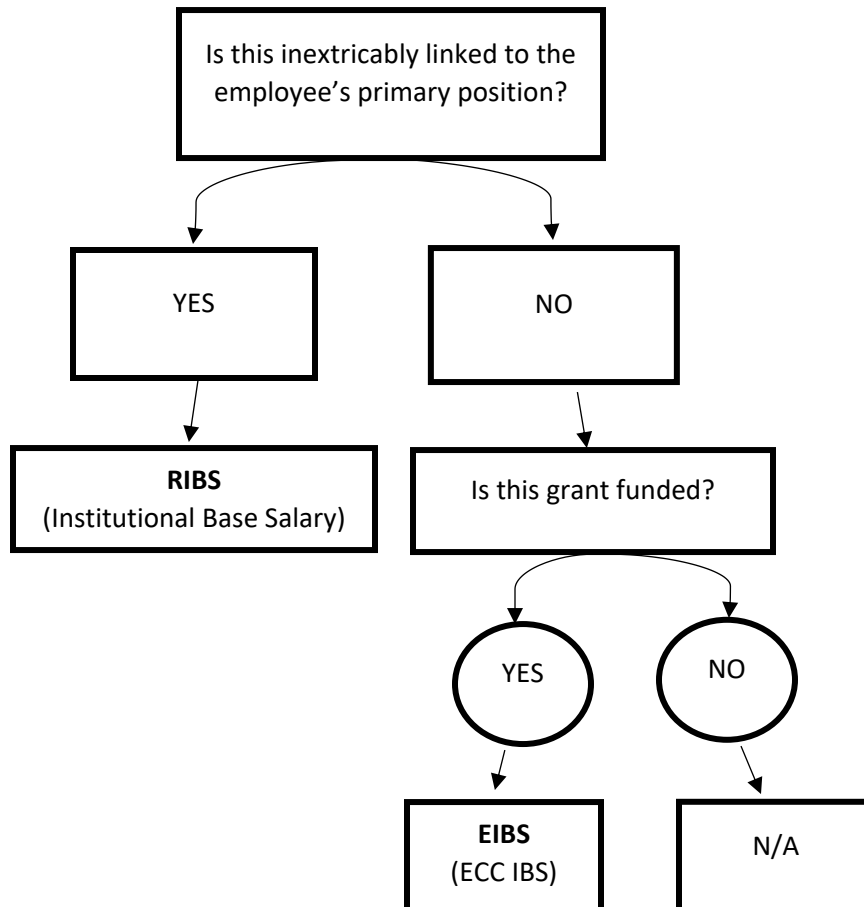 Is this inextricably linked to the
employee’s primary position?
YES
NO
RIBS
(Institutional Base Salary)
Is this grant funded?
YES
NO
EIBS
(ECC IBS)
N/A